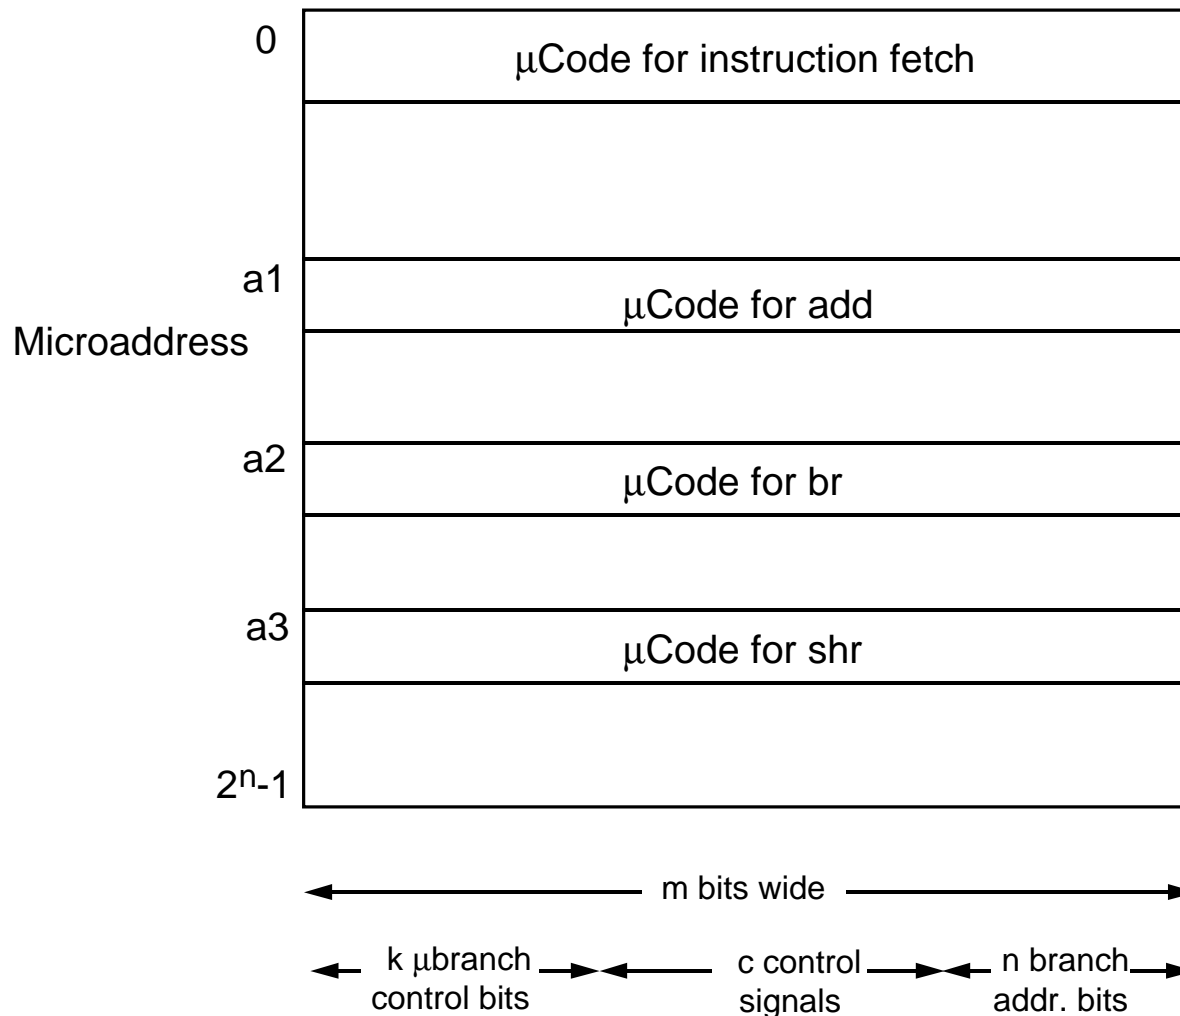 0
μCode for instruction fetch
a1
μCode for add
Microaddress
a2
μCode for br
a3
μCode for shr
2ⁿ-1
m bits wide
k μbranch
control bits
c control
signals
n branch
addr. bits